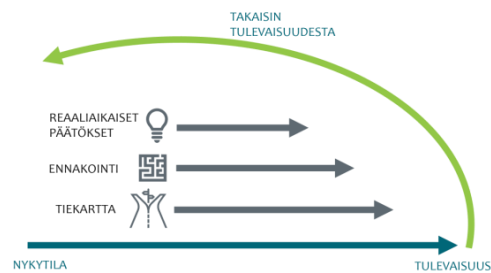 TAKAISIN
TULEVAISUUDESTA
REAALIAIKAISET
PÄÄTÖKSET
ENNAKOINTI
TIEKARTTA
NYKYTILA
TULEVAISUUS